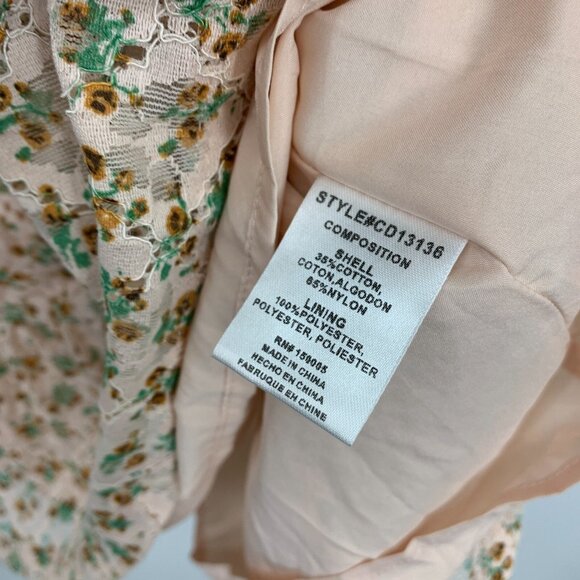 STYLE#CD13136
COMPOSITION
SHELL
35%COTTON,
COTON,ALGODON
65%NYLON
LINING
100%POLYESTER,
POLYESTER, POLIESTER
RN# 150005
MADE IN CHINA
HECHO EN CHINA
FABRIQUE EN CHINE